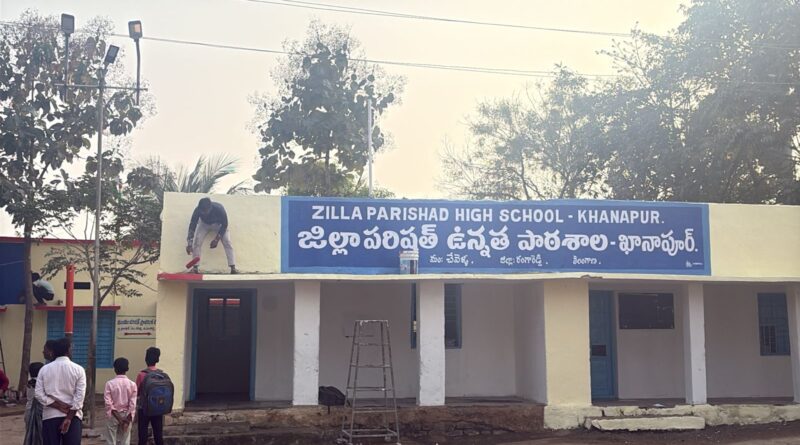 ZILLA PARISHAD HIGH SCHOOL - KHANAPUR.
జిల్లా పరిషత్ ఉన్నత పాఠశాల - ఖానాపూర్.
మం: చేవెళ్ల, జిల్లా: రంగారెడ్డి, తెలంగాణ